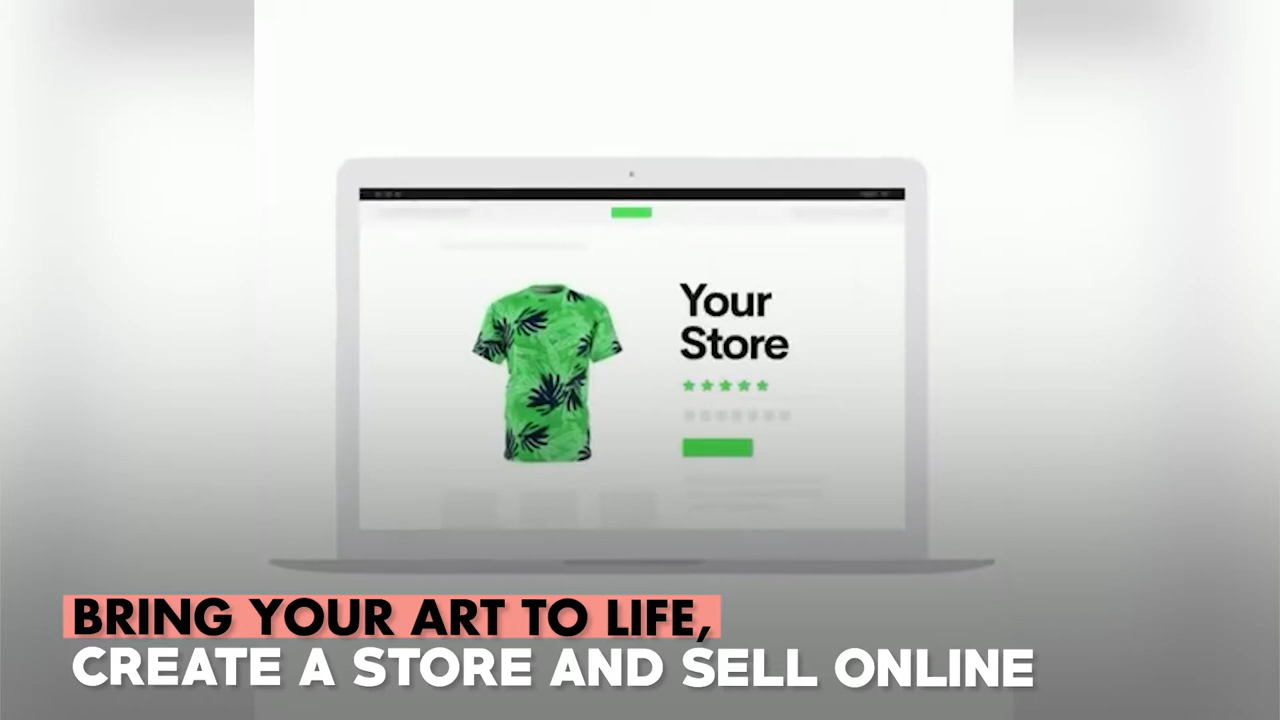 Your
Store
BRING YOUR ART TO LIFE,
CREATE A STORE AND SELL ONLINE